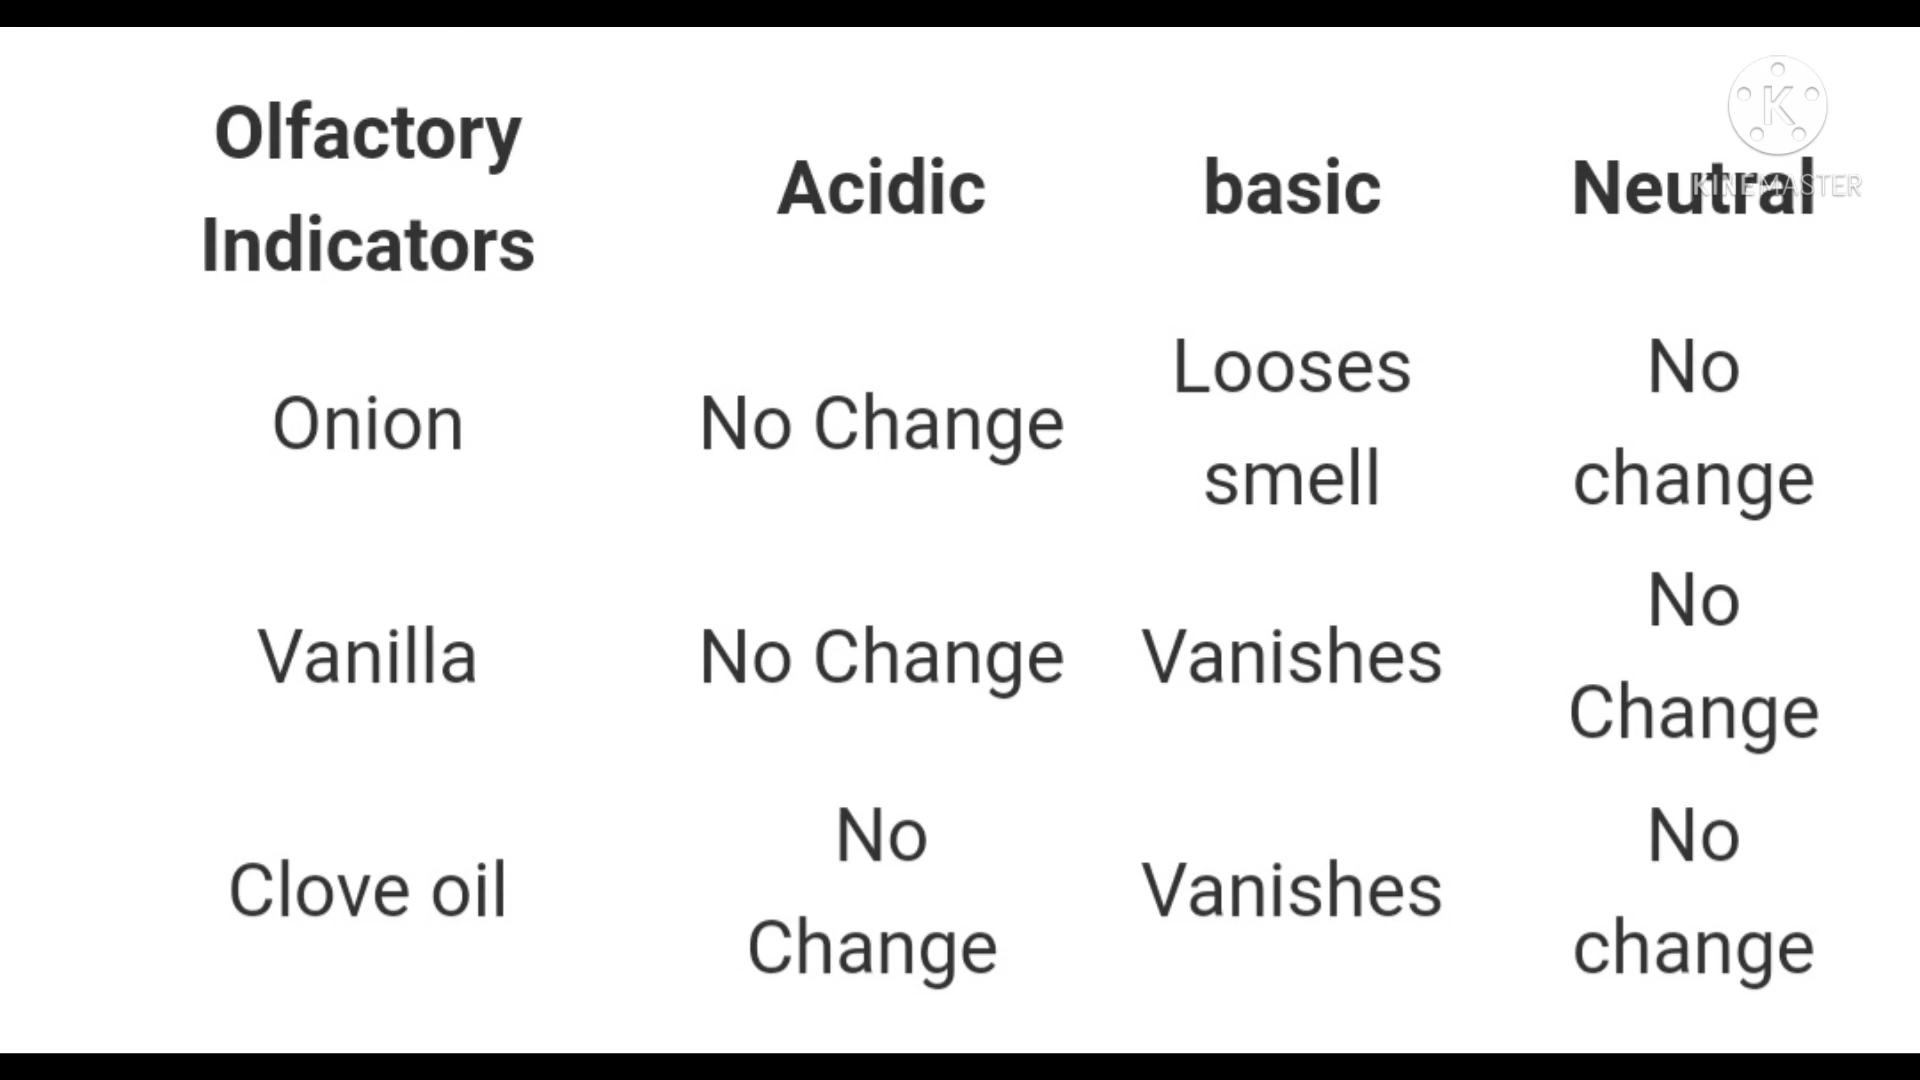 Olfactory
Indicators
Acidic
basic
Neutral
K
KINEMASTER
Onion
No Change
Looses
smell
No
change
Vanilla
No Change
Vanishes
No
Change
Clove oil
No
Change
Vanishes
No
change